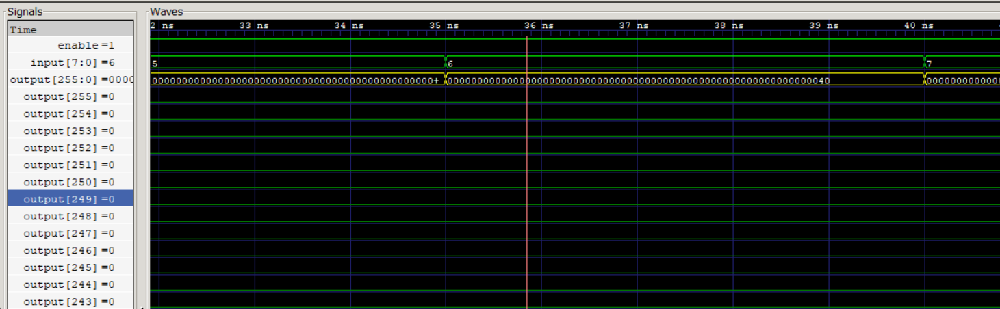 Signals
Waves
Time
2 ns 33 ns 34 ns 35 ns 36 ns 37 ns 38 ns 39 ns 40 ns
enable =1
input[7:0] =6
5 6 7
output[255:0] =0000
output[255] =0
output[254] =0
output[253] =0
output[252] =0
output[251] =0
output[250] =0
output[249] =0
output[248] =0
output[247] =0
output[246] =0
output[245] =0
output[244] =0
output[243] =0